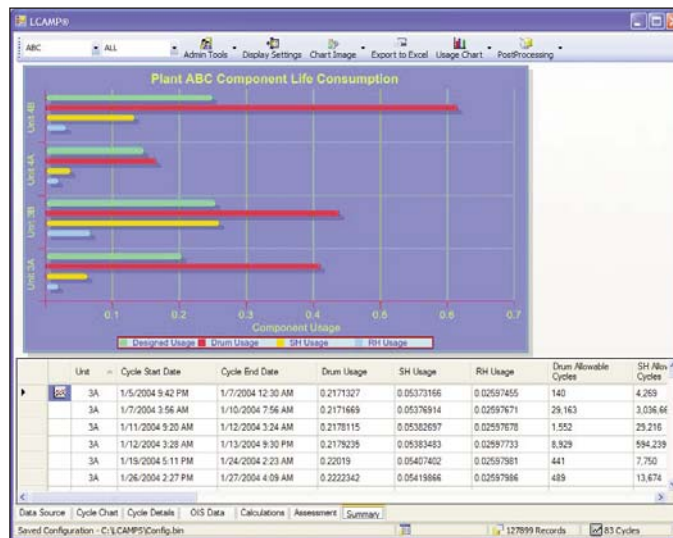 LCAMP®
ABC ALL Admin Tools Display Settings Chart Image Export to Excel Usage Chart PostProcessing
Plant ABC Component Life Consumption
Unit 4B
Unit 4A
Unit 3B
Unit 3A
0.1 0.2 0.3 0.4 0.5 0.6 0.7
Component Usage
Designed Usage Drum Usage SH Usage RH Usage
Unit Cycle Start Date Cycle End Date Drum Usage SH Usage RH Usage Drum Allowable Cycles SH Allow Cycles
3A 1/5/2004 9:42 PM 1/7/2004 12:30 AM 0.2171327 0.05373166 0.02597455 140 4,269
3A 1/7/2004 3:56 AM 1/10/2004 7:56 AM 0.2171669 0.05376914 0.02597671 29,163 3,036,66
3A 1/11/2004 9:20 AM 1/12/2004 3:24 AM 0.2178115 0.05382697 0.02597678 1,552 29,216
3A 1/12/2004 3:28 AM 1/13/2004 9:30 PM 0.2179235 0.05383483 0.02597733 8,929 594,239
3A 1/19/2004 5:11 PM 1/24/2004 2:23 AM 0.22019 0.05407402 0.02597981 441 7,750
3A 1/26/2004 2:27 PM 1/27/2004 4:09 AM 0.2222342 0.05419866 0.02597986 489 13,674
Data Source Cycle Chart Cycle Details OIS Data Calculations Assessment Summary
Saved Configuration - C:\LCAMPS\Config.bin 127899 Records 83 Cycles